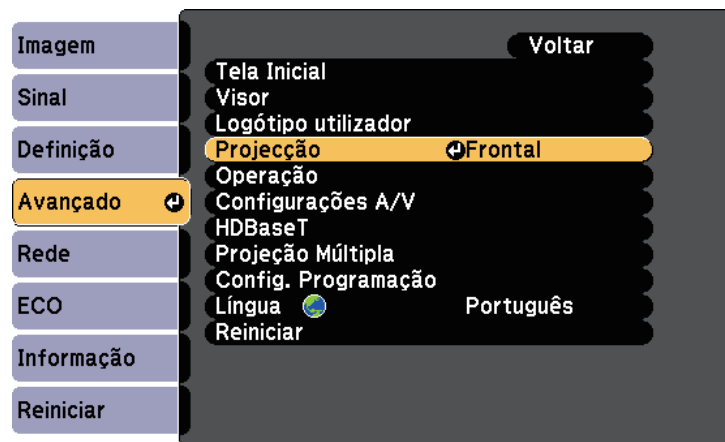 Imagem
Sinal
Definição
Avançado
Rede
ECO
Informação
Reiniciar
Voltar
Tela Inicial
Visor
Logótipo utilizador
Projecção Frontal
Operação
Configurações A/V
HDBaseT
Projeção Múltipla
Config. Programação
Língua Português
Reiniciar